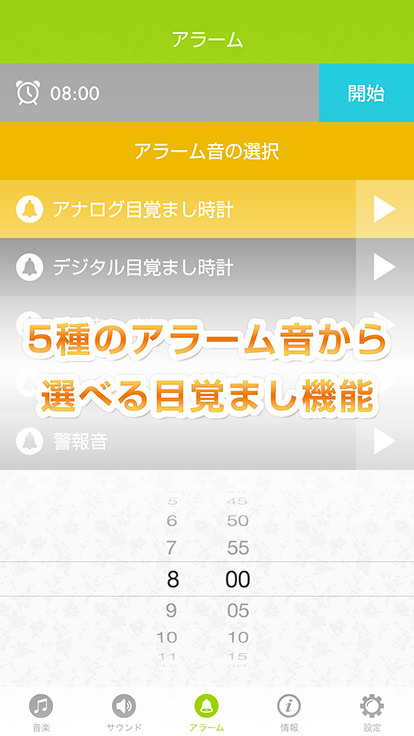 アラーム
08:00 開始
アラーム音の選択
アナログ目覚まし時計
デジタル目覚まし時計
5種のアラーム音から
選べる目覚まし機能
警報音
5 45
6 50
7 55
8 00
9 05
10 10
11 15
音楽 サウンド アラーム 情報 設定